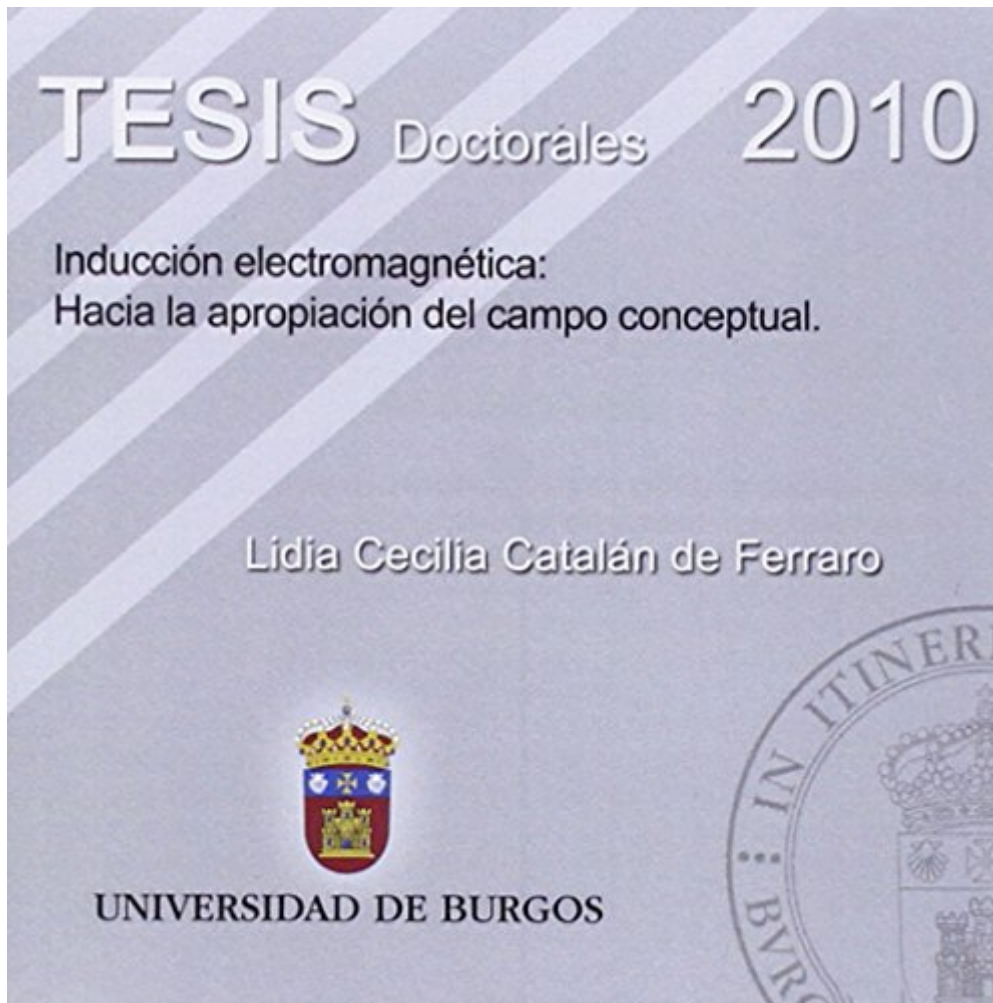 TESIS Doctorales 2010
Inducción electromagnética:
Hacia la apropiación del campo conceptual.
Lidia Cecilia Catalán de Ferraro
UNIVERSIDAD DE BURGOS
IN